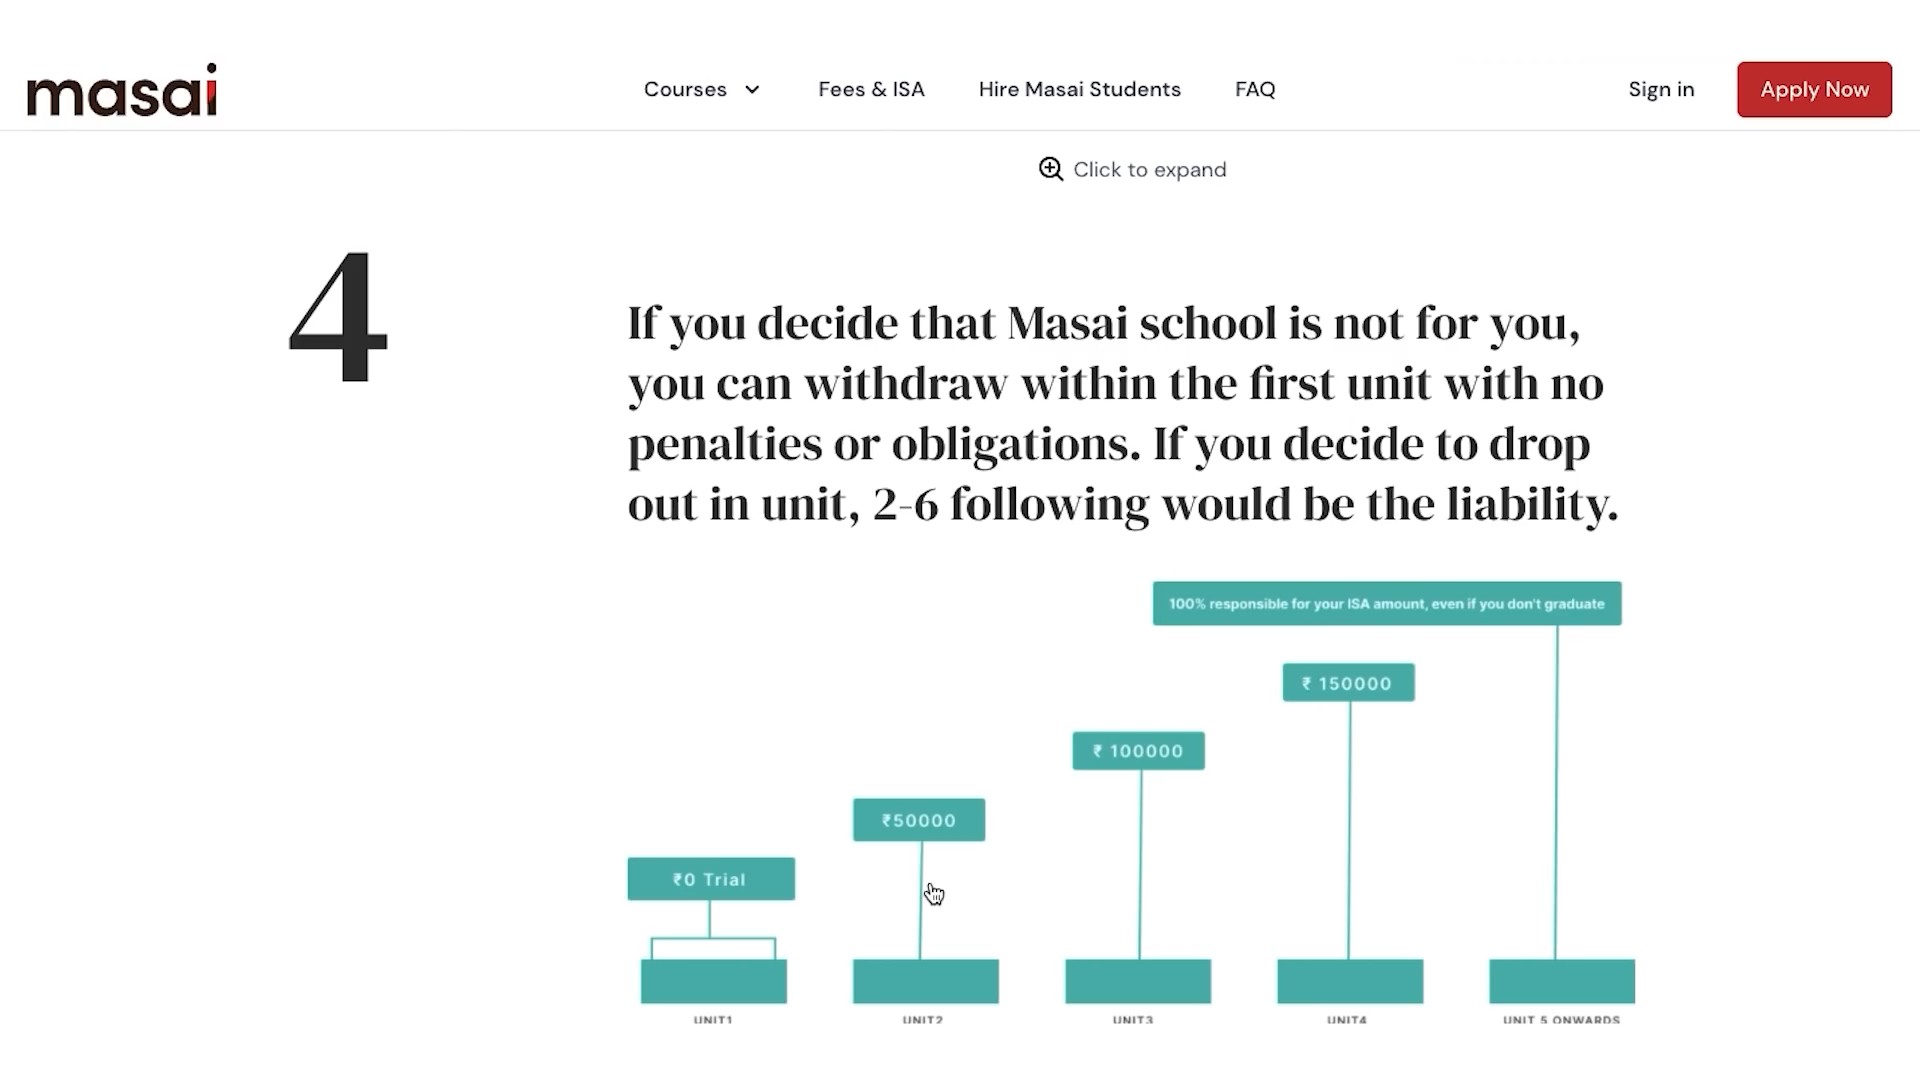 masai
Courses
Fees & ISA
Hire Masai Students
FAQ
Sign in
Apply Now
Click to expand
4
If you decide that Masai school is not for you,
you can withdraw within the first unit with no
penalties or obligations. If you decide to drop
out in unit, 2-6 following would be the liability.
100% responsible for your ISA amount, even if you don't graduate
₹ 150000
₹ 100000
₹50000
₹0 Trial
UNIT1
UNIT2
UNIT3
UNIT4
UNIT 5 ONWARDS